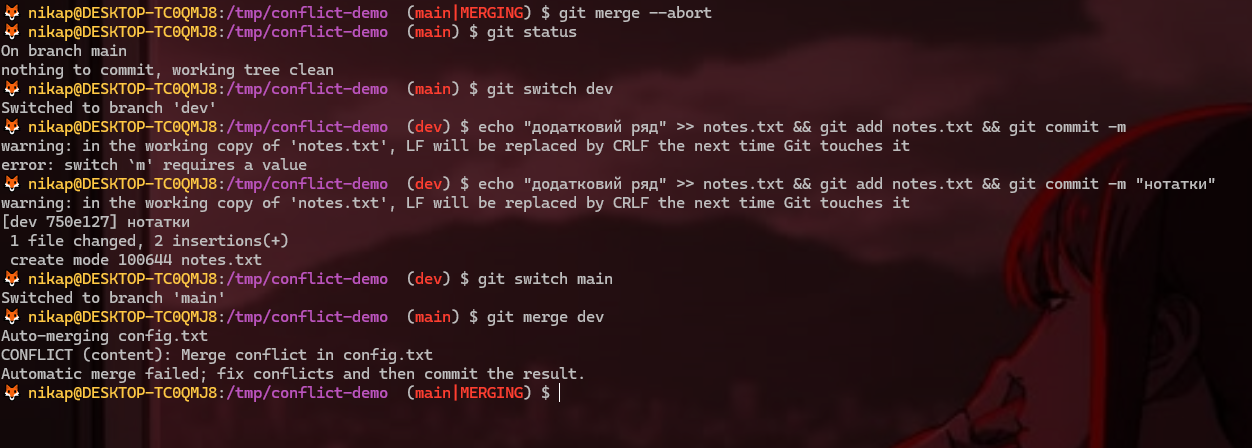 🦊 nikap@DESKTOP-TC0QMJ8:/tmp/conflict-demo  (main|MERGING) $ git merge --abort
🦊 nikap@DESKTOP-TC0QMJ8:/tmp/conflict-demo  (main) $ git status
On branch main
nothing to commit, working tree clean
🦊 nikap@DESKTOP-TC0QMJ8:/tmp/conflict-demo  (main) $ git switch dev
Switched to branch 'dev'
🦊 nikap@DESKTOP-TC0QMJ8:/tmp/conflict-demo  (dev) $ echo "додатковий ряд" >> notes.txt && git add notes.txt && git commit -m
warning: in the working copy of 'notes.txt', LF will be replaced by CRLF the next time Git touches it
error: switch `m' requires a value
🦊 nikap@DESKTOP-TC0QMJ8:/tmp/conflict-demo  (dev) $ echo "додатковий ряд" >> notes.txt && git add notes.txt && git commit -m "нотатки"
warning: in the working copy of 'notes.txt', LF will be replaced by CRLF the next time Git touches it
[dev 750e127] нотатки
 1 file changed, 2 insertions(+)
 create mode 100644 notes.txt
🦊 nikap@DESKTOP-TC0QMJ8:/tmp/conflict-demo  (dev) $ git switch main
Switched to branch 'main'
🦊 nikap@DESKTOP-TC0QMJ8:/tmp/conflict-demo  (main) $ git merge dev
Auto-merging config.txt
CONFLICT (content): Merge conflict in config.txt
Automatic merge failed; fix conflicts and then commit the result.
🦊 nikap@DESKTOP-TC0QMJ8:/tmp/conflict-demo  (main|MERGING) $